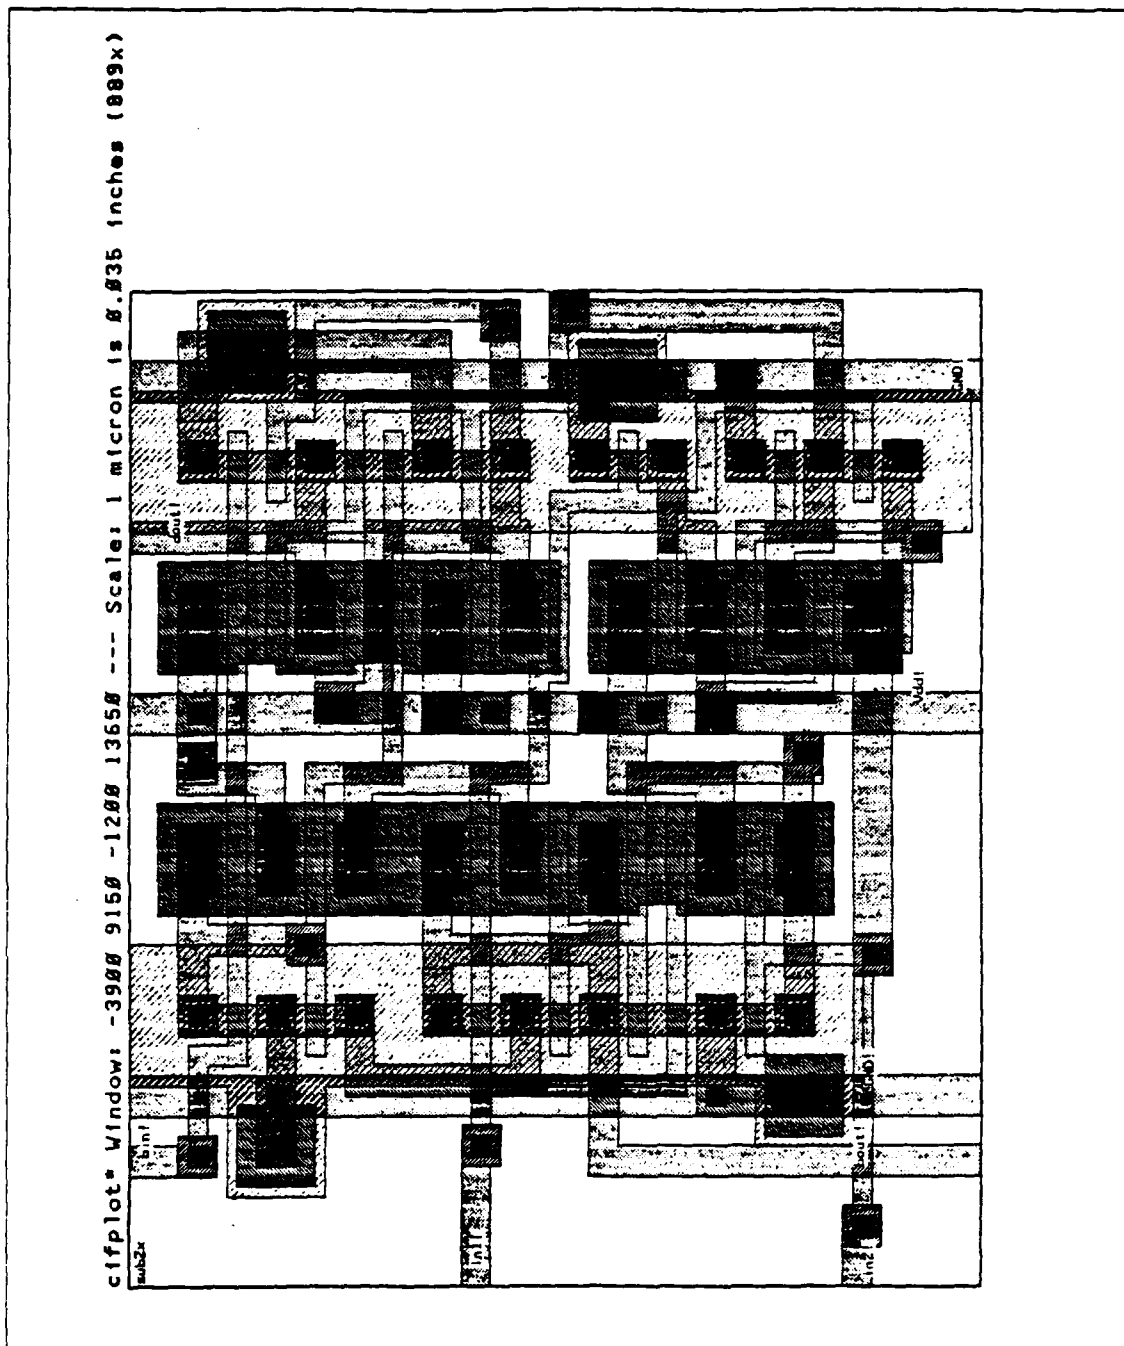 cifplot* Window: -3900 9150 -1200 13650 --- Scale: 1 micron is 0.035 inches (889x)
sub2x
bin!
dout!
in1!
GND!
Vdd!
GND!
bout!
in2!